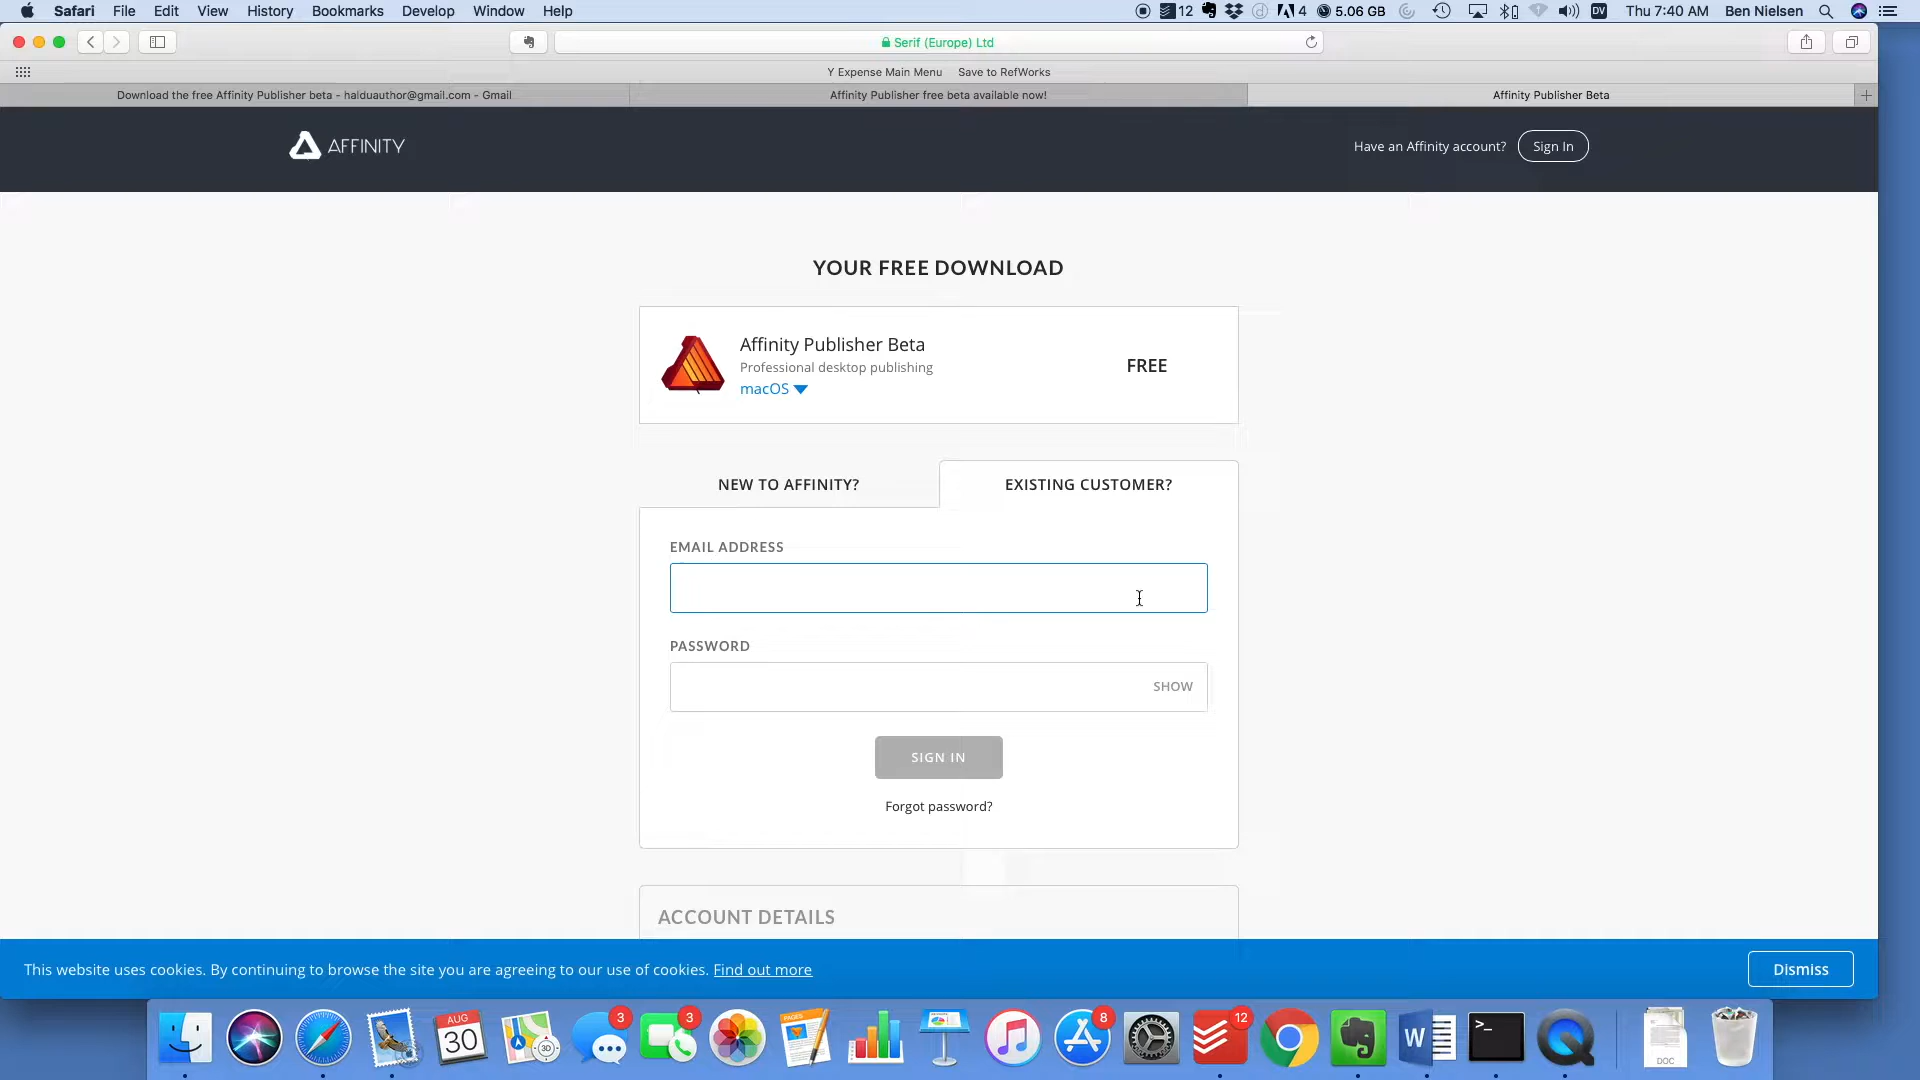 Safari File Edit View History Bookmarks Develop Window Help 12 4 5.06 GB DV Thu 7:40 AM Ben Nielsen
Serif (Europe) Ltd
Y Expense Main Menu Save to RefWorks
Download the free Affinity Publisher beta - halduauthor@gmail.com - Gmail Affinity Publisher free beta available now! Affinity Publisher Beta
AFFINITY Have an Affinity account? Sign In
YOUR FREE DOWNLOAD
Affinity Publisher Beta
Professional desktop publishing
FREE
macOS
NEW TO AFFINITY? EXISTING CUSTOMER?
EMAIL ADDRESS
PASSWORD
SHOW
SIGN IN
Forgot password?
ACCOUNT DETAILS
This website uses cookies. By continuing to browse the site you are agreeing to our use of cookies. Find out more Dismiss
AUG
30
3D
3
3
PAGES
8
12
W
>_
DOC